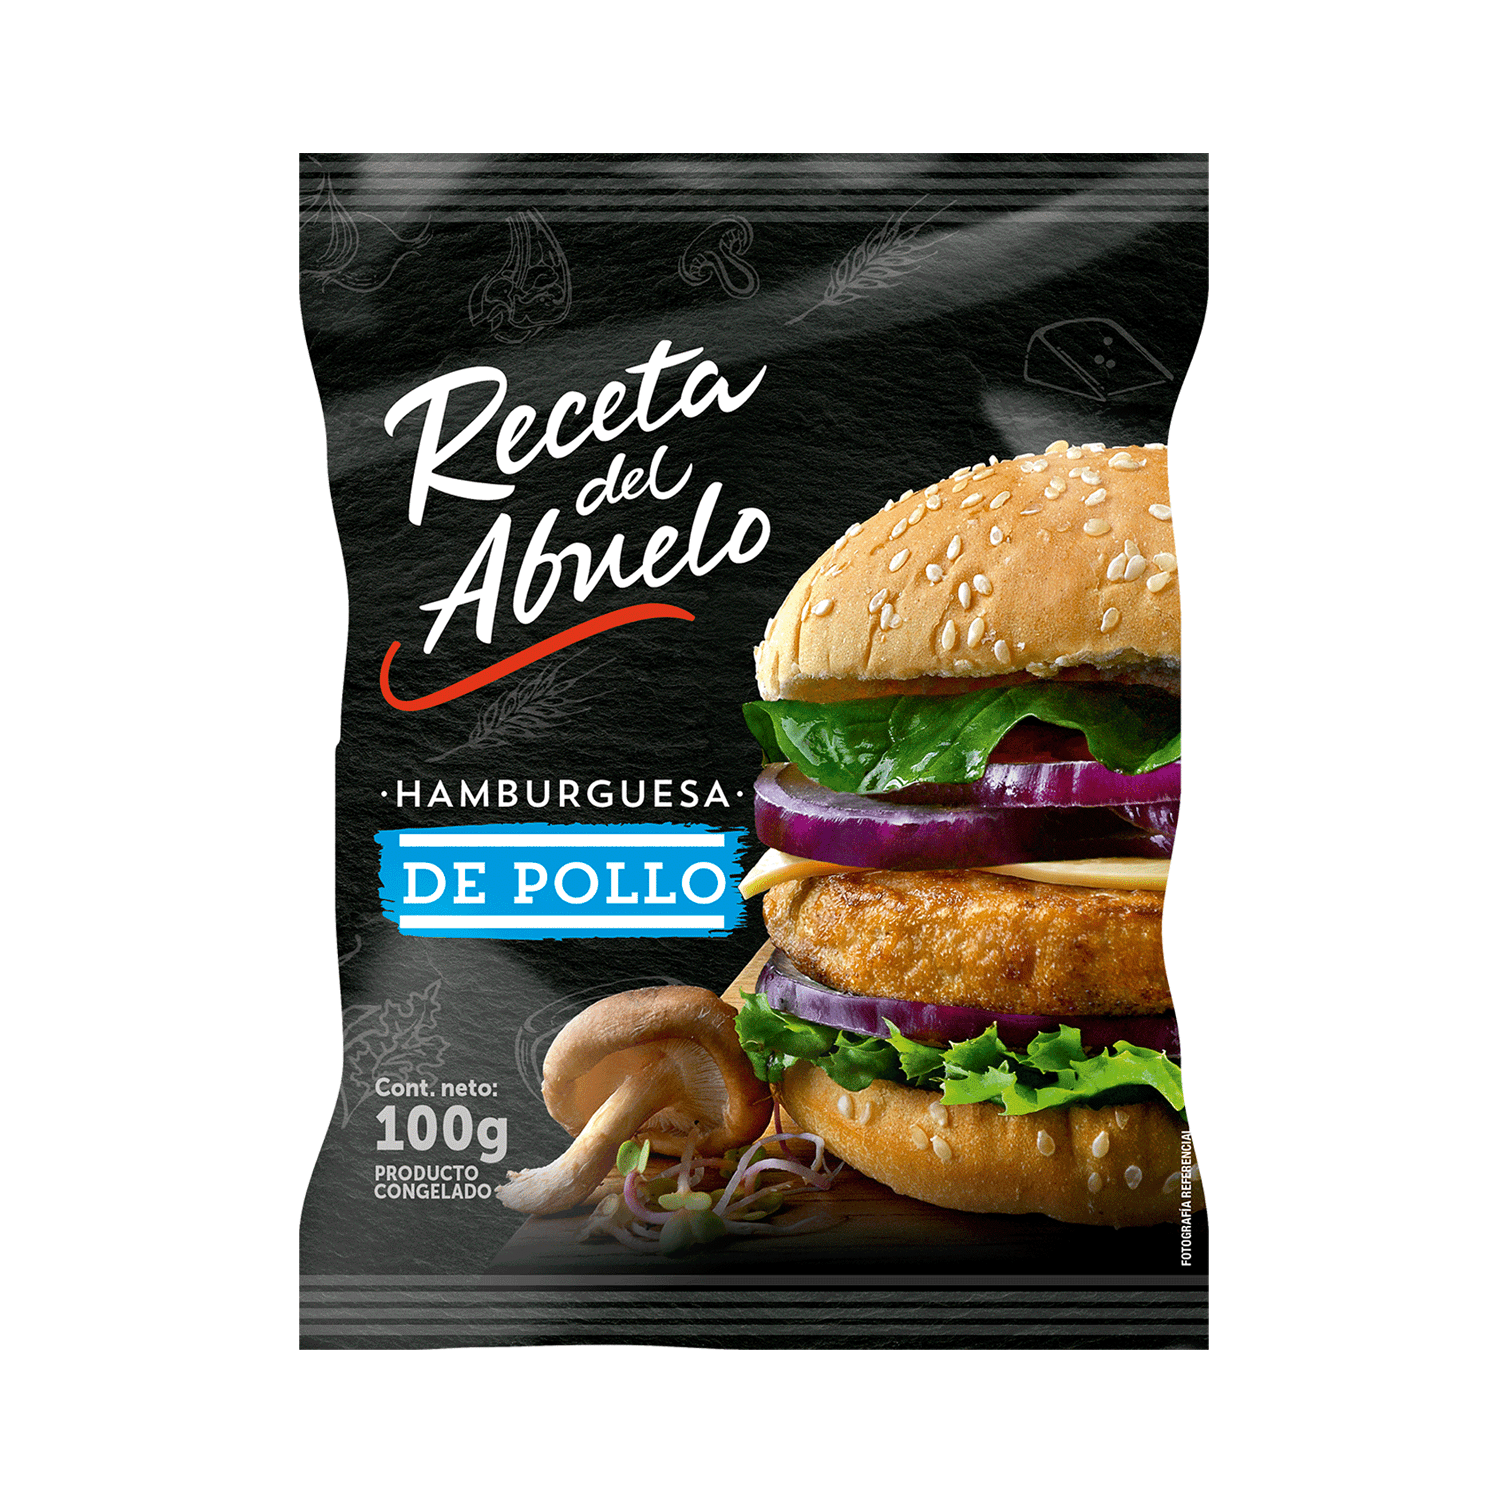 Receta
del
Abuelo
·HAMBURGUESA·
DE POLLO
Cont. neto:
100g
PRODUCTO
CONGELADO
FOTOGRAFÍA REFERENCIAL